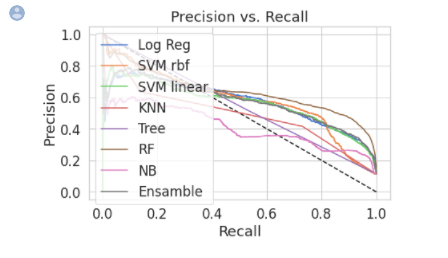 Precision vs. Recall
1.0
0.8
0.6
0.4
0.2
0.0
Precision
Log Reg
SVM rbf
SVM linear
KNN
Tree
RF
NB
Ensamble
0.0 0.2 0.4 0.6 0.8 1.0
Recall